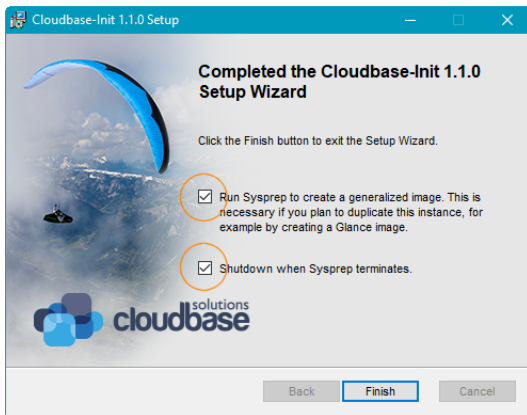 Cloudbase-Init 1.1.0 Setup
Completed the Cloudbase-Init 1.1.0
Setup Wizard
Click the Finish button to exit the Setup Wizard.
Run Sysprep to create a generalized image. This is
necessary if you plan to duplicate this instance, for
example by creating a Glance image.
Shutdown when Sysprep terminates.
solutions
cloudbase
Back
Finish
Cancel